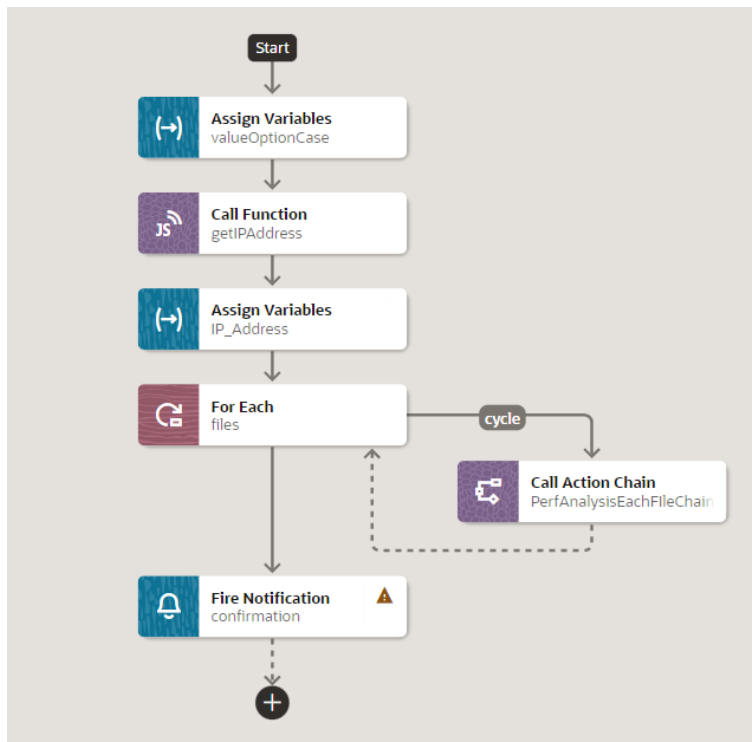 Start
Assign Variables
valueOptionCase
JS
Call Function
getIPAddress
Assign Variables
IP_Address
For Each
files
cycle
Call Action Chain
PerfAnalysisEachFIleChain
Fire Notification
confirmation